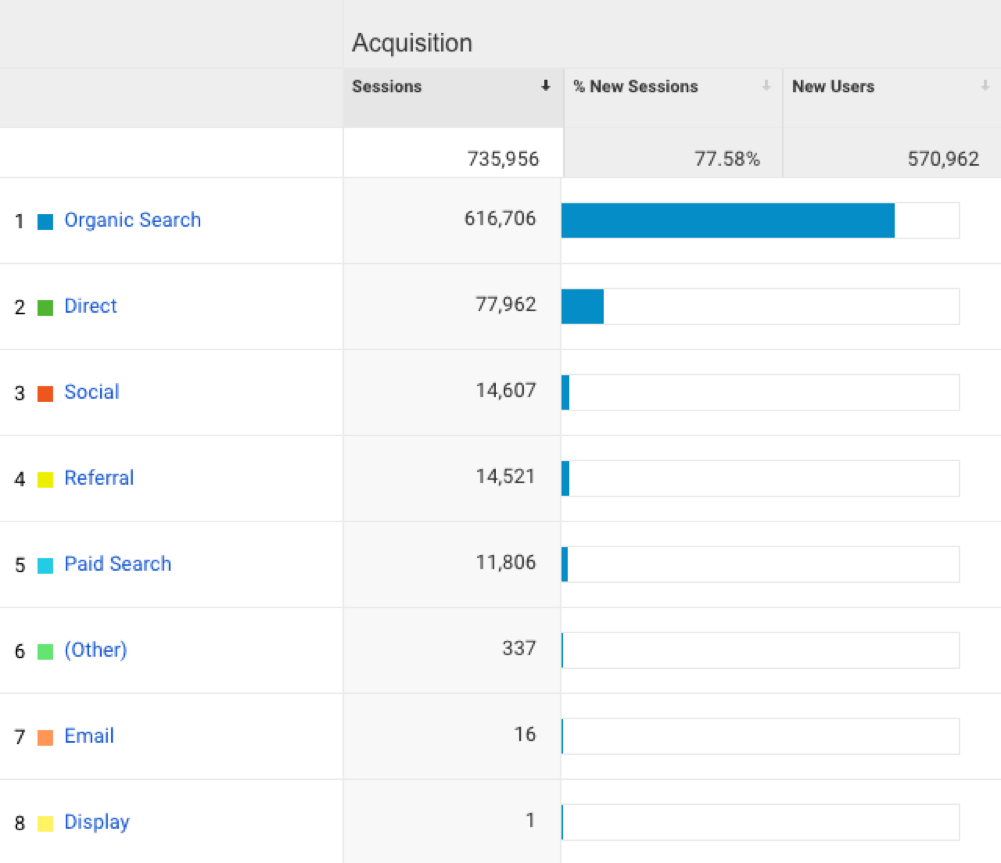 Acquisition
Sessions % New Sessions New Users
735,956 77.58% 570,962
1 Organic Search 616,706
2 Direct 77,962
3 Social 14,607
4 Referral 14,521
5 Paid Search 11,806
6 (Other) 337
7 Email 16
8 Display 1